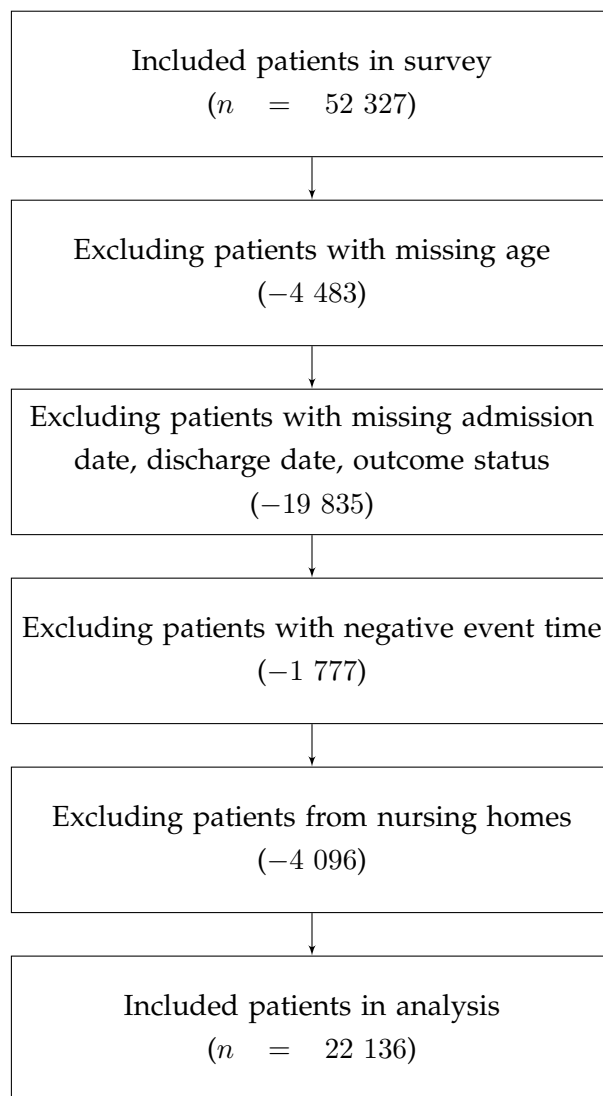 Included patients in survey
(n = 52 327)
Excluding patients with missing age
(−4 483)
Excluding patients with missing admission
date, discharge date, outcome status
(−19 835)
Excluding patients with negative event time
(−1 777)
Excluding patients from nursing homes
(−4 096)
Included patients in analysis
(n = 22 136)